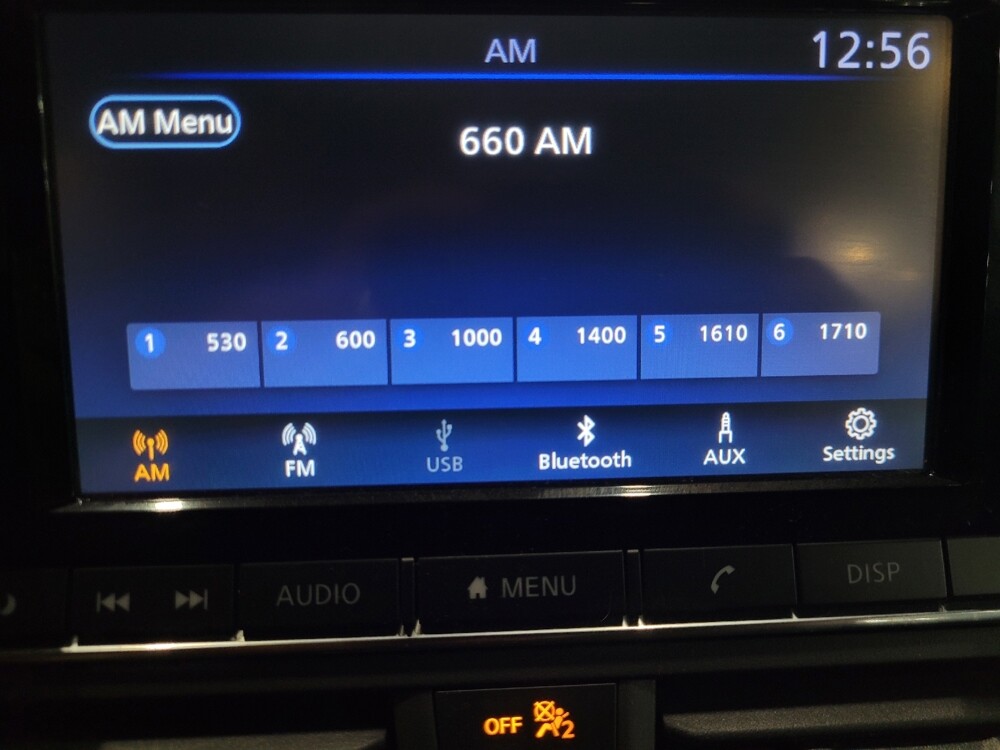 AM 12:56
AM Menu
660 AM
1 530 2 600 3 1000 4 1400 5 1610 6 1710
AM FM USB Bluetooth AUX Settings
AUDIO MENU DISP
OFF 2